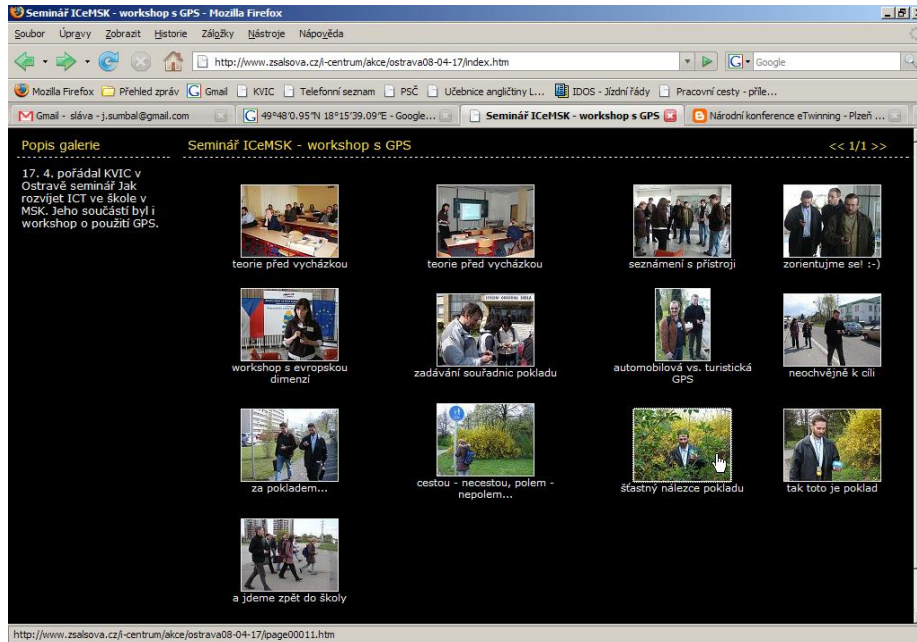 Seminář ICeMSK - workshop s GPS - Mozilla Firefox
Soubor Úpravy Zobrazit Historie Záložky Nástroje Nápověda
http://www.zsalsova.cz/i-centrum/akce/ostrava08-04-17/index.htm
Google
Mozilla Firefox Přehled zpráv Gmail KVIC Telefonní seznam PSČ Učebnice angličtiny L... IDOS - Jízdní řády Pracovní cesty - příle...
Gmail - sláva - j.sumbal@gmail.com 49°48'0.95"N 18°15'39.09"E - Google... Seminář ICeMSK - workshop s GPS Národní konference eTwinning - Plzeň ...
Popis galerie Seminář ICeMSK - workshop s GPS << 1/1 >>
17. 4. pořádal KVIC v
Ostravě seminář Jak
rozvíjet ICT ve škole v
MSK. Jeho součástí byl i
workshop o použití GPS.
teorie před vycházkou teorie před vycházkou seznámení s přístroji zorientujme se! :-)
workshop s evropskou
dimenzí
zadávání souřadnic pokladu
automobilová vs. turistická
GPS
neochvějně k cíli
za pokladem...
cestou - necestou, polem -
nepolem...
šťastný nálezce pokladu
tak toto je poklad
a jdeme zpět do školy
http://www.zsalsova.cz/i-centrum/akce/ostrava08-04-17/ipage00011.htm